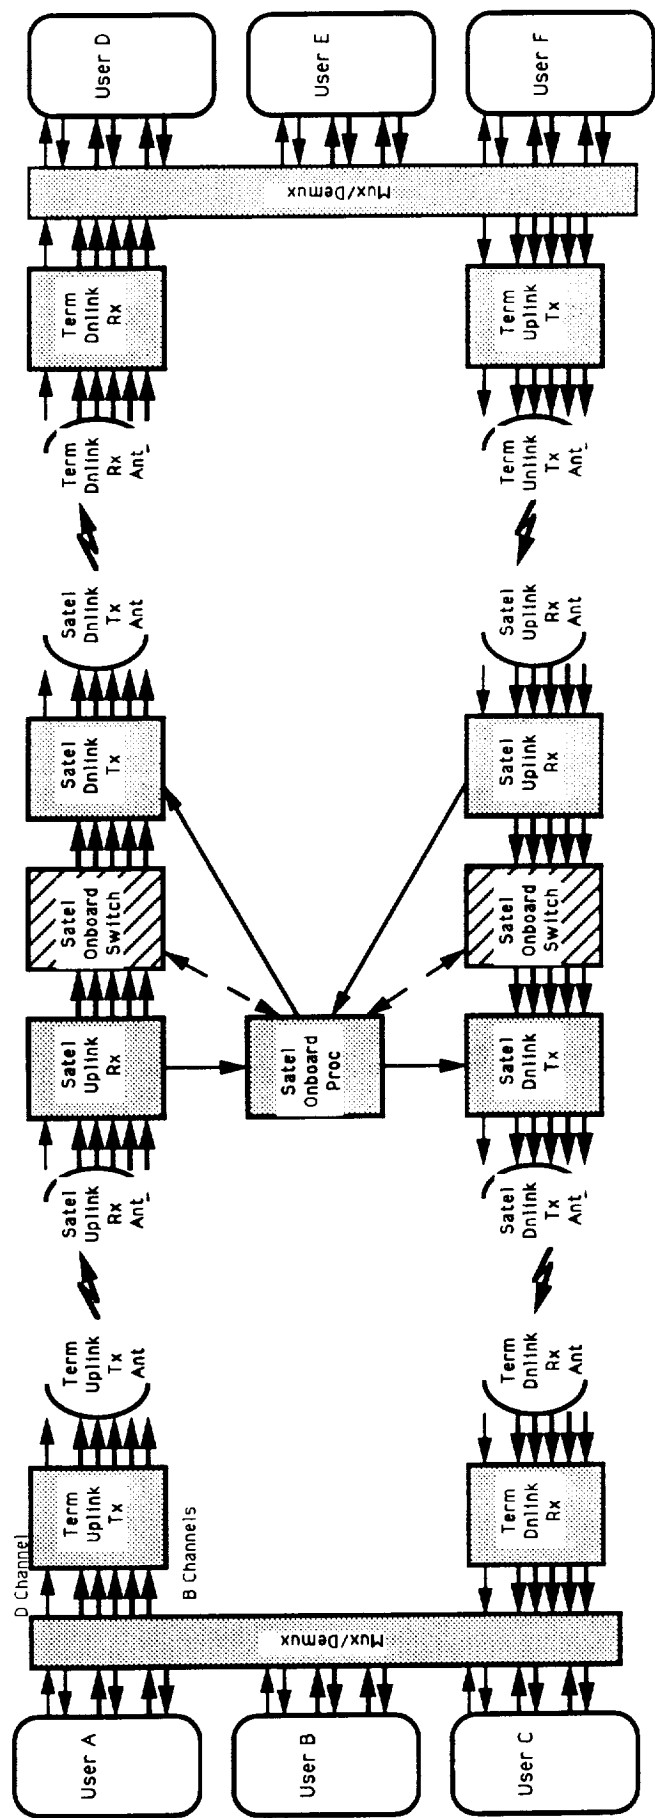 User A
D Channel
Term
Uplink
Tx
B Channels
Term
Uplink
Tx
Ant
Satel
Uplink
Rx
Ant
Satel
Uplink
Rx
Satel
Onboard
Switch
Satel
Dnlink
Tx
Satel
Dnlink
Tx
Ant
Term
Dnlink
Rx
Ant
Term
Dnlink
Rx
User D
User B
Mux/Demux
Satel
Onboard
Proc
Mux/Demux
User E
User C
Term
Dnlink
Rx
Term
Dnlink
Rx
Ant
Satel
Dnlink
Tx
Ant
Satel
Dnlink
Tx
Satel
Onboard
Switch
Satel
Uplink
Rx
Satel
Uplink
Rx
Ant
Term
Unlink
Tx
Ant
Term
Uplink
Tx
User F